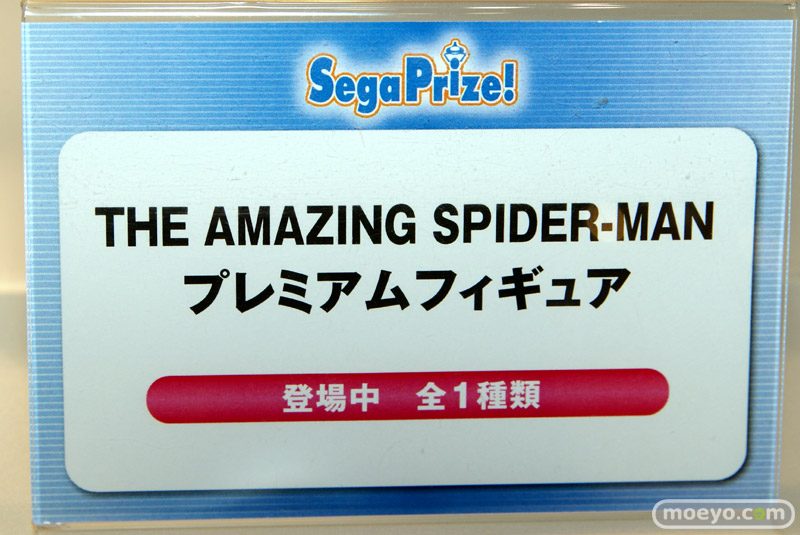 SegaPrize!
THE AMAZING SPIDER-MAN
プレミアムフィギュア
登場中 全1種類
moeyo.com